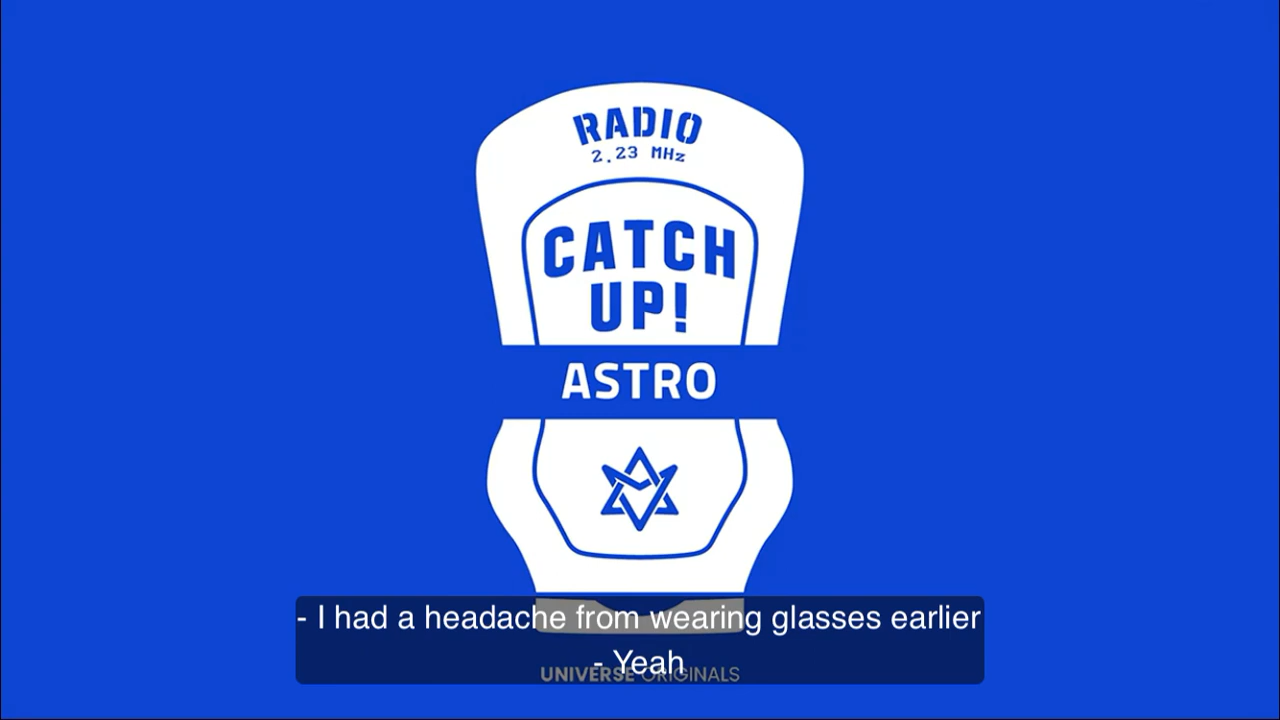 RADIO
2.23 MHz
CATCH
UP!
ASTRO
- I had a headache from wearing glasses earlier
- Yeah
UNIVERSE ORIGINALS